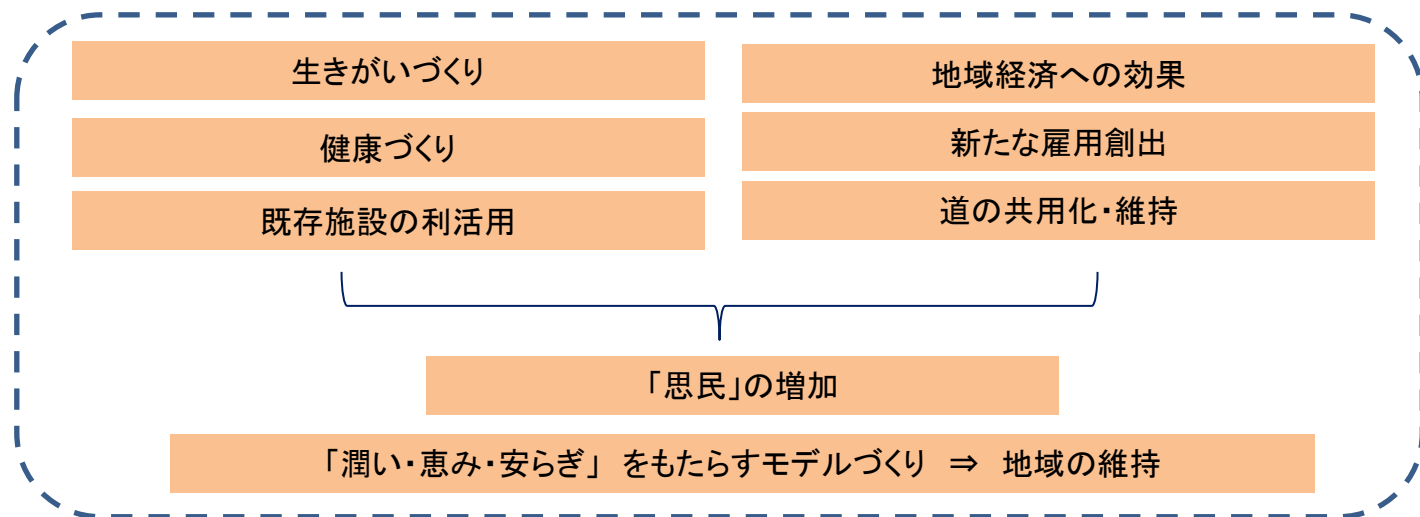 生きがいづくり
健康づくり
既存施設の利活用
地域経済への効果
新たな雇用創出
道の共用化・維持
「思民」の増加
「潤い・恵み・安らぎ」 をもたらすモデルづくり ⇒ 地域の維持